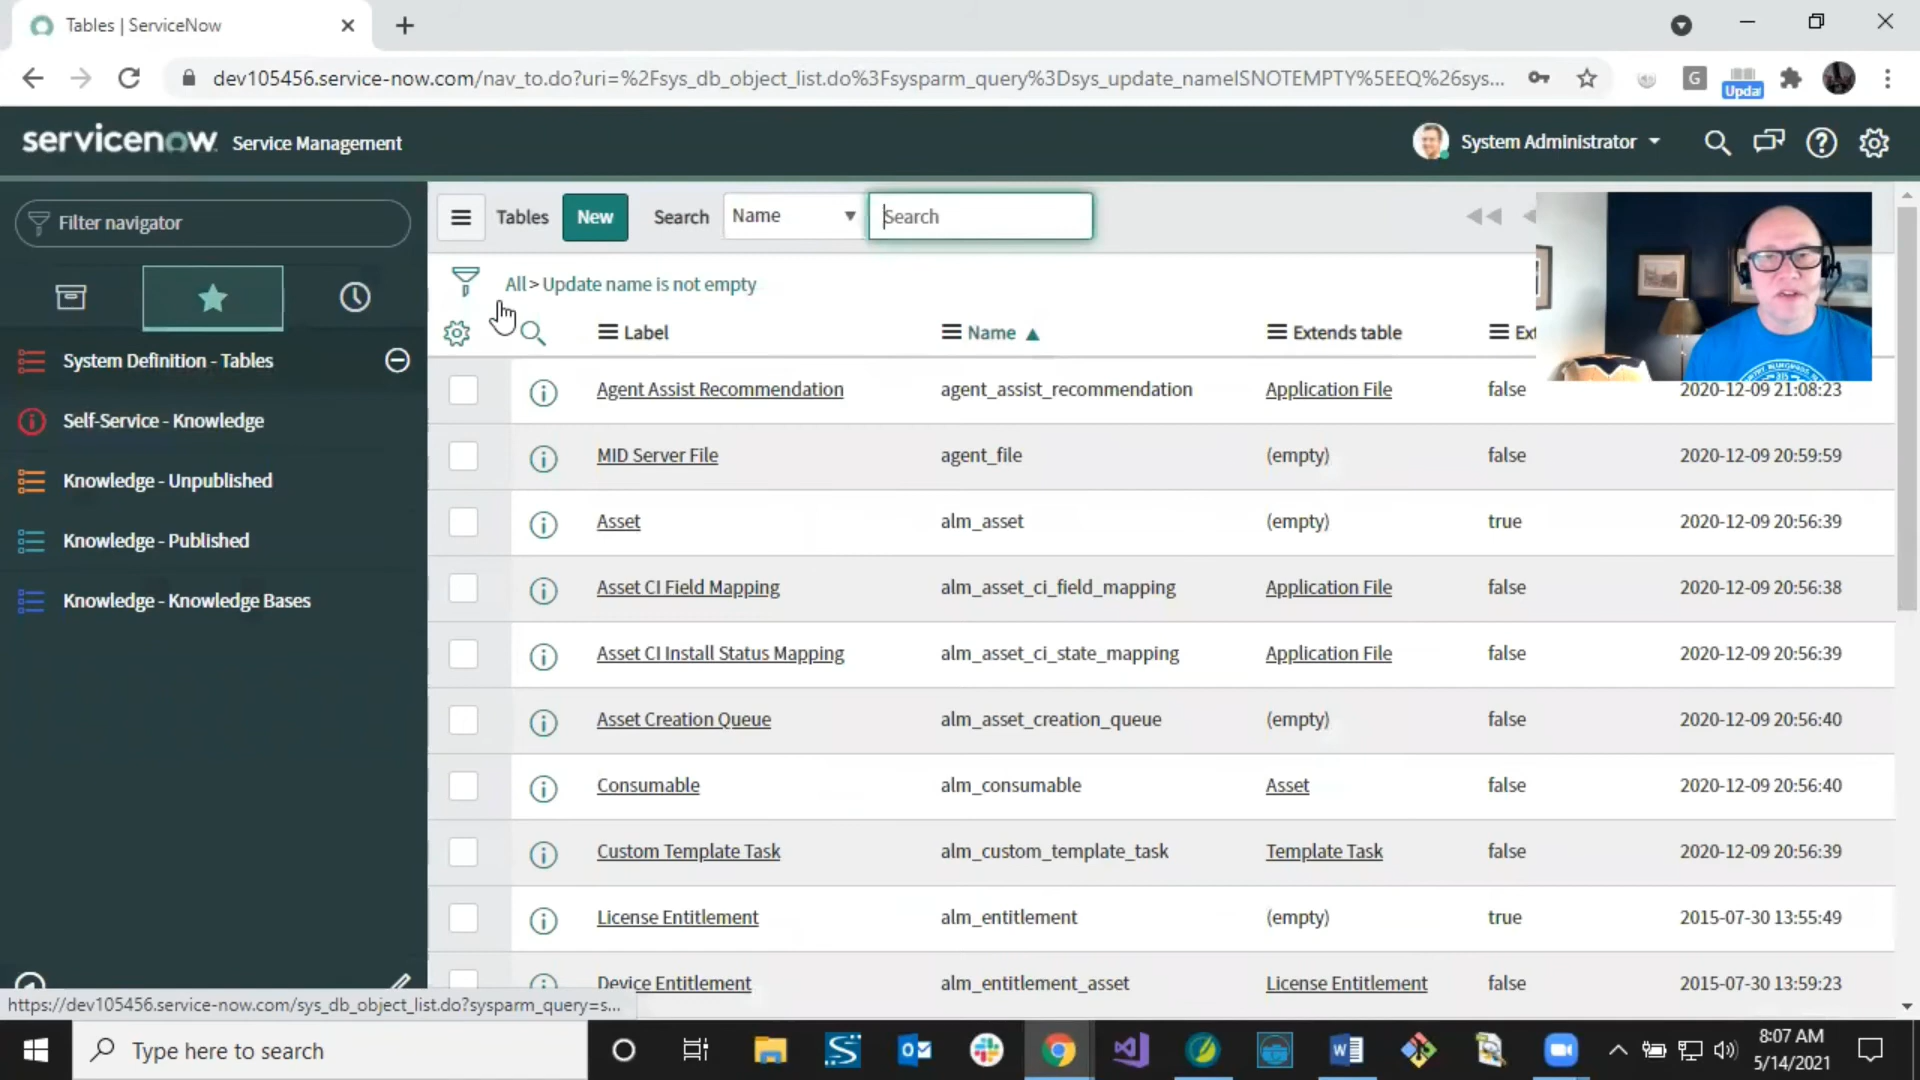 Tables | ServiceNow
dev105456.service-now.com/nav_to.do?uri=%2Fsys_db_object_list.do%3Fsysparm_query%3Dsys_update_nameISNOTEMPTY%5EEQ%26sys...
G
Updat
servicenow Service Management
System Administrator
Filter navigator
System Definition - Tables
Self-Service - Knowledge
Knowledge - Unpublished
Knowledge - Published
Knowledge - Knowledge Bases
Tables New Search Name Search
All > Update name is not empty
Label Name Extends table Ext
Agent Assist Recommendation agent_assist_recommendation Application File false 2020-12-09 21:08:23
MID Server File agent_file (empty) false 2020-12-09 20:59:59
Asset alm_asset (empty) true 2020-12-09 20:56:39
Asset CI Field Mapping alm_asset_ci_field_mapping Application File false 2020-12-09 20:56:38
Asset CI Install Status Mapping alm_asset_ci_state_mapping Application File false 2020-12-09 20:56:39
Asset Creation Queue alm_asset_creation_queue (empty) false 2020-12-09 20:56:40
Consumable alm_consumable Asset false 2020-12-09 20:56:40
Custom Template Task alm_custom_template_task Template Task false 2020-12-09 20:56:39
License Entitlement alm_entitlement (empty) true 2015-07-30 13:55:49
Device Entitlement alm_entitlement_asset License Entitlement false 2015-07-30 13:59:23
https://dev105456.service-now.com/sys_db_object_list.do?sysparm_query=s...
Type here to search
8:07 AM
5/14/2021